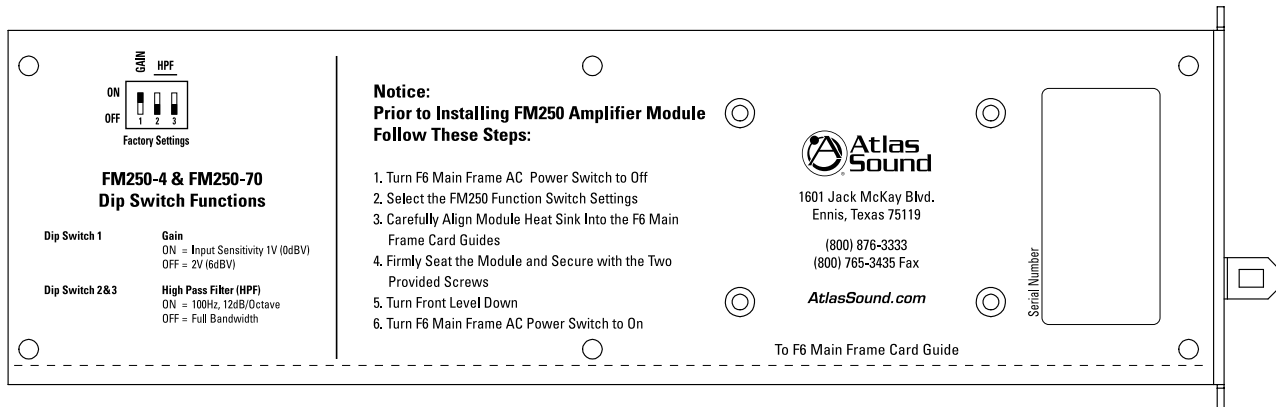 GAIN HPF
ON
OFF
1 2 3
Factory Settings
FM250-4 & FM250-70
Dip Switch Functions
Dip Switch 1 Gain
ON = Input Sensitivity 1V (0dBV)
OFF = 2V (6dBV)
Dip Switch 2&3 High Pass Filter (HPF)
ON = 100Hz, 12dB/Octave
OFF = Full Bandwidth
Notice:
Prior to Installing FM250 Amplifier Module
Follow These Steps:
1. Turn F6 Main Frame AC Power Switch to Off
2. Select the FM250 Function Switch Settings
3. Carefully Align Module Heat Sink Into the F6 Main
Frame Card Guides
4. Firmly Seat the Module and Secure with the Two
Provided Screws
5. Turn Front Level Down
6. Turn F6 Main Frame AC Power Switch to On
Atlas
Sound
®
1601 Jack McKay Blvd.
Ennis, Texas 75119
(800) 876-3333
(800) 765-3435 Fax
AtlasSound.com
To F6 Main Frame Card Guide
Serial Number